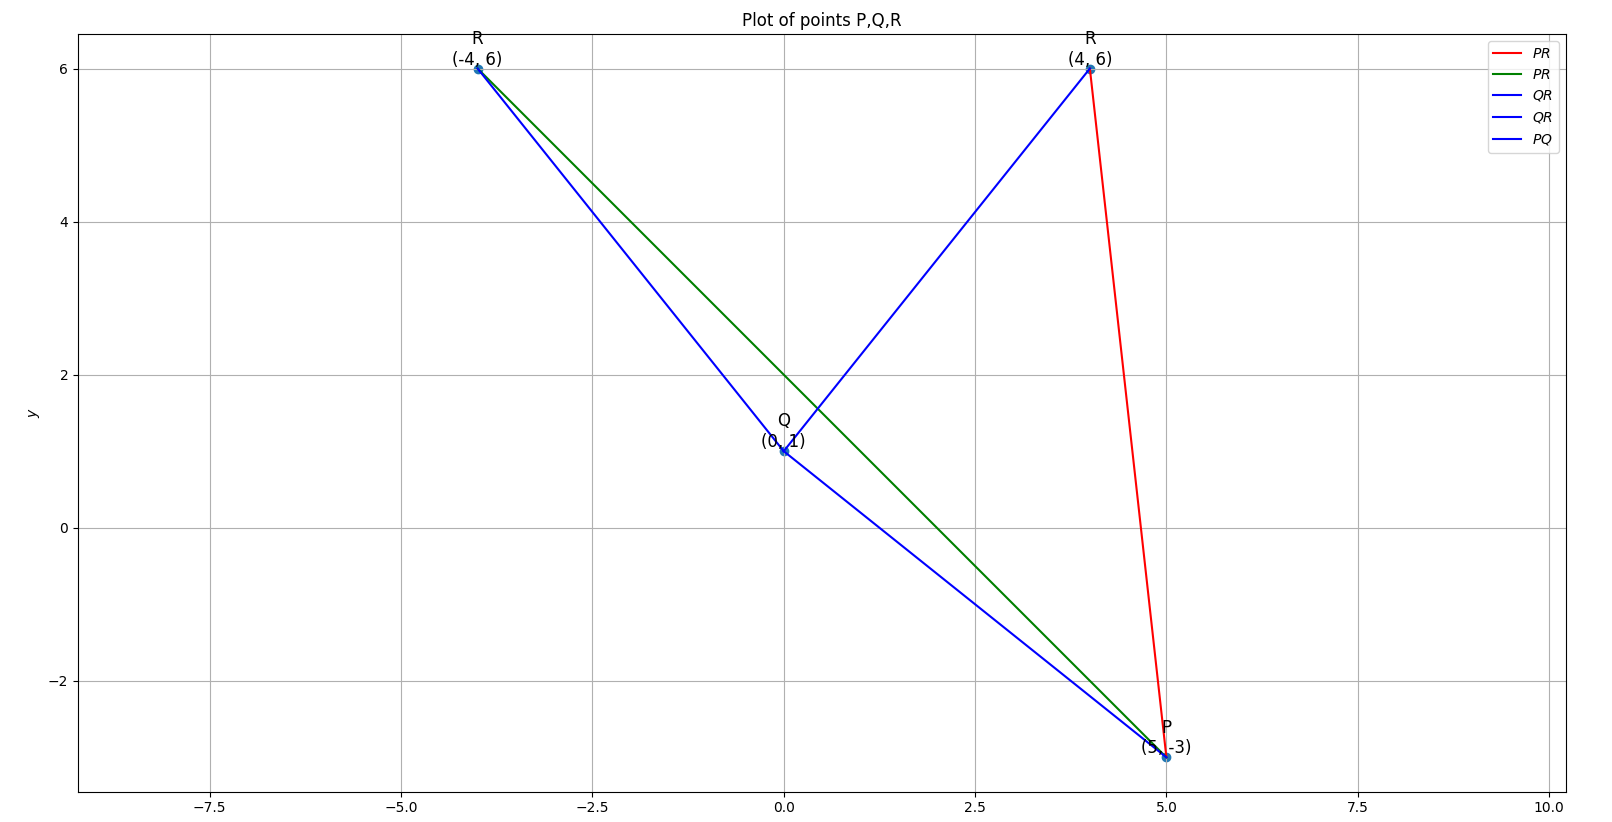 Plot of points P,Q,R
R
(-4, 6)
R
(4, 6)
PR
PR
QR
QR
PQ
6
4
2
0
−2
y
Q
(0, 1)
P
(5, -3)
−7.5
−5.0
−2.5
0.0
2.5
5.0
7.5
10.0